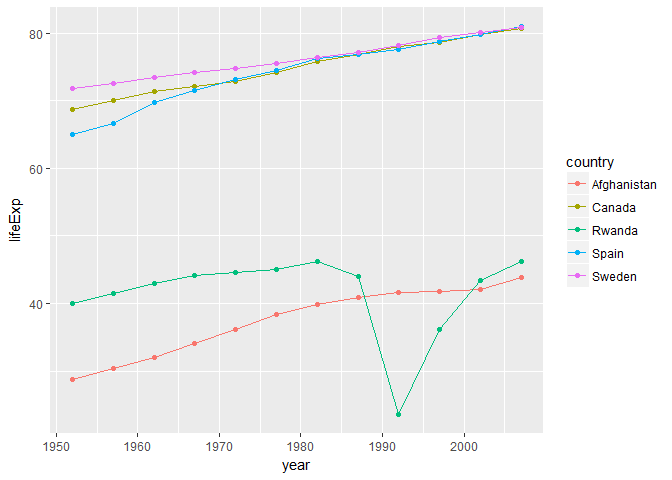 80
60
40
lifeExp
1950 1960 1970 1980 1990 2000
year
country
Afghanistan
Canada
Rwanda
Spain
Sweden